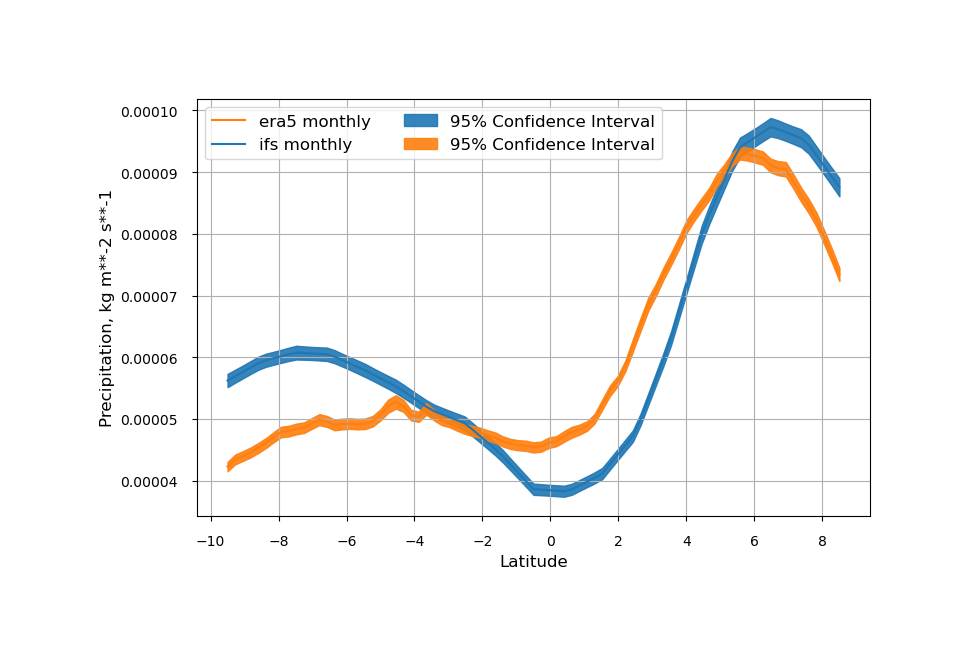 0.00010
0.00009
0.00008
0.00007
0.00006
0.00005
0.00004
Precipitation, kg m**-2 s**-1
era5 monthly
ifs monthly
95% Confidence Interval
95% Confidence Interval
−10 −8 −6 −4 −2 0 2 4 6 8
Latitude